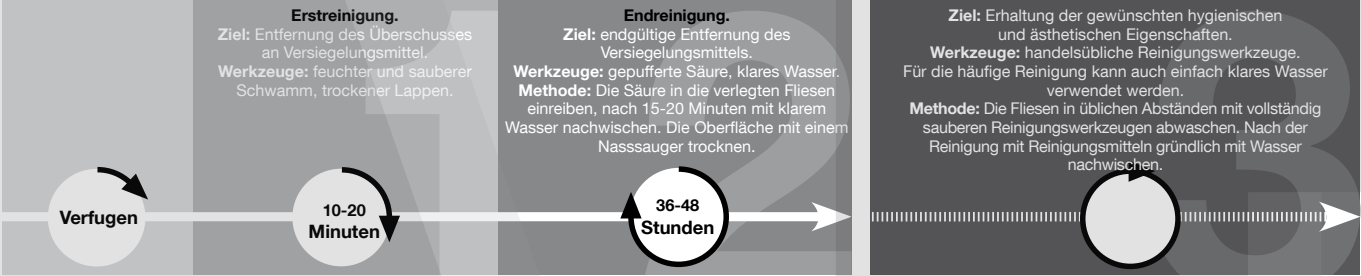 Erstreinigung.
Ziel: Entfernung des Überschusses
an Versiegelungsmittel.
Werkzeuge: feuchter und sauberer
Schwamm, trockener Lappen.
Endreinigung.
Ziel: endgültige Entfernung des
Versiegelungsmittels.
Werkzeuge: gepufferte Säure, klares Wasser.
Methode: Die Säure in die verlegten Fliesen
einreiben, nach 15-20 Minuten mit klarem
Wasser nachwischen. Die Oberfläche mit einem
Nasssauger trocknen.
Ziel: Erhaltung der gewünschten hygienischen
und ästhetischen Eigenschaften.
Werkzeuge: handelsübliche Reinigungswerkzeuge.
Für die häufige Reinigung kann auch einfach klares Wasser
verwendet werden.
Methode: Die Fliesen in üblichen Abständen mit vollständig
sauberen Reinigungswerkzeugen abwaschen. Nach der
Reinigung mit Reinigungsmitteln gründlich mit Wasser
nachwischen.
Verfugen
10-20
Minuten
36-48
Stunden
1
2
3